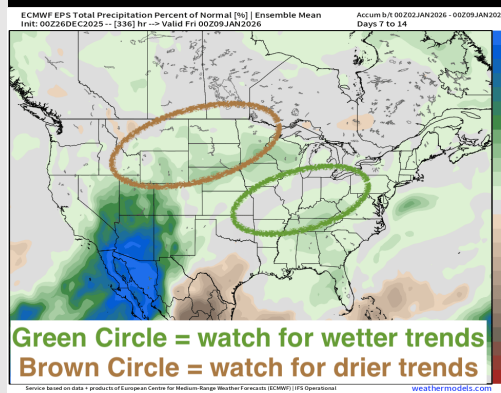 ECMWF EPS Total Precipitation Percent of Normal [%] | Ensemble Mean
Init: 00Z26DEC2025 -- [336] hr --> Valid Fri 00Z09JAN2026
Accum b/t 00Z02JAN2026 - 00Z09JAN202
Days 7 to 14
Green Circle = watch for wetter trends
Brown Circle = watch for drier trends
Service based on data + products of European Centre for Medium-Range Weather Forecasts (ECMWF) | IFS Operational
weathermodels.com